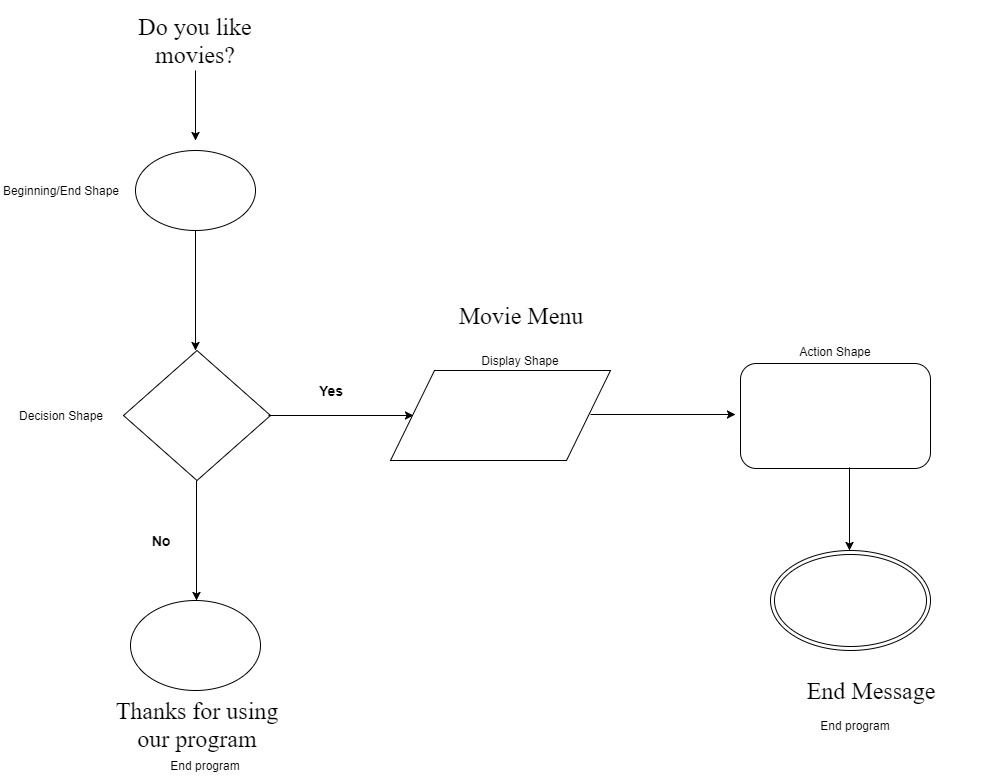 Do you like
movies?
Beginning/End Shape
Movie Menu
Action Shape
Display Shape
Yes
Decision Shape
No
End Message
Thanks for using
our program
End program
End program